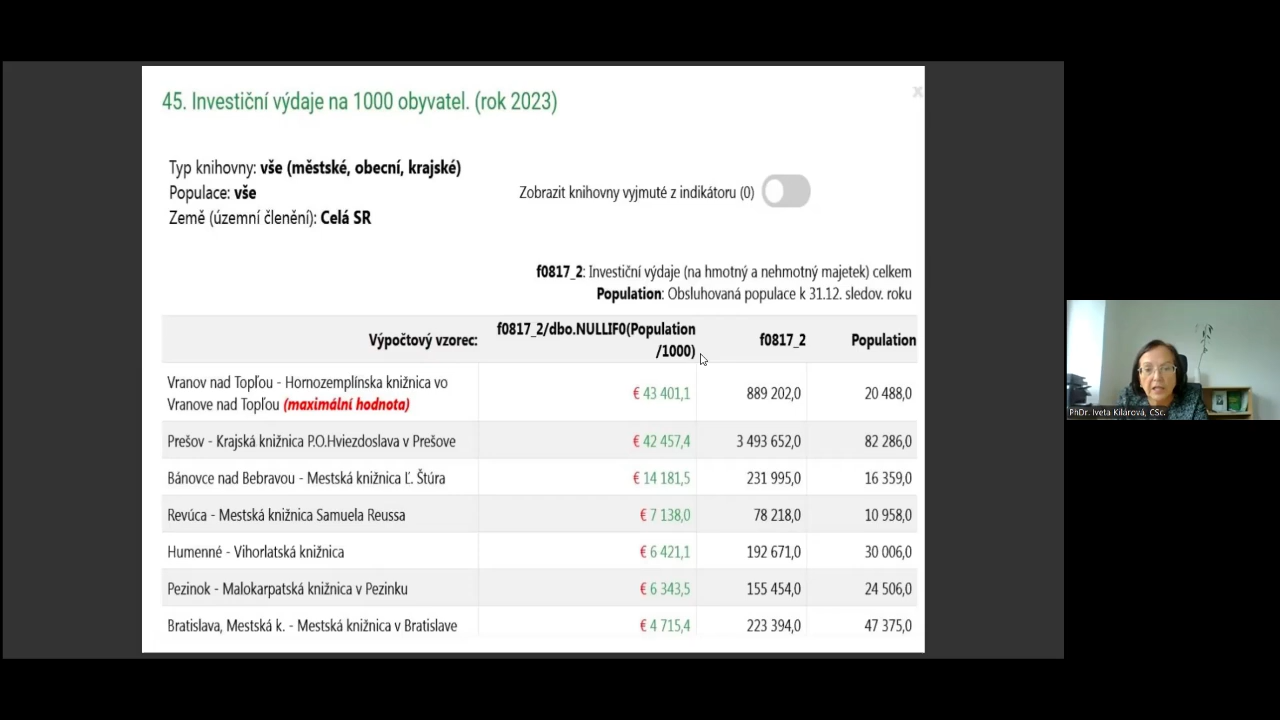 45. Investiční výdaje na 1000 obyvatel. (rok 2023)
x
Typ knihovny: vše (městské, obecní, krajské)
Populace: vše
Země (územní členění): Celá SR
Zobrazit knihovny vyjmuté z indikátoru (0)
f0817_2: Investiční výdaje (na hmotný a nehmotný majetek) celkem
Population: Obsluhovaná populace k 31.12. sledov. roku
Výpočtový vzorec: f0817_2/dbo.NULLIF0(Population /1000) f0817_2 Population
Vranov nad Topľou - Hornozemplínska knižnica vo
Vranove nad Topľou (maximální hodnota) € 43 401,1 889 202,0 20 488,0
Prešov - Krajská knižnica P.O.Hviezdoslava v Prešove € 42 457,4 3 493 652,0 82 286,0
Bánovce nad Bebravou - Mestská knižnica Ľ. Štúra € 14 181,5 231 995,0 16 359,0
Revúca - Mestská knižnica Samuela Reussa € 7 138,0 78 218,0 10 958,0
Humenné - Vihorlatská knižnica € 6 421,1 192 671,0 30 006,0
Pezinok - Malokarpatská knižnica v Pezinku € 6 343,5 155 454,0 24 506,0
Bratislava, Mestská k. - Mestská knižnica v Bratislave € 4 715,4 223 394,0 47 375,0
PhDr. Iveta Kilárová, CSc.